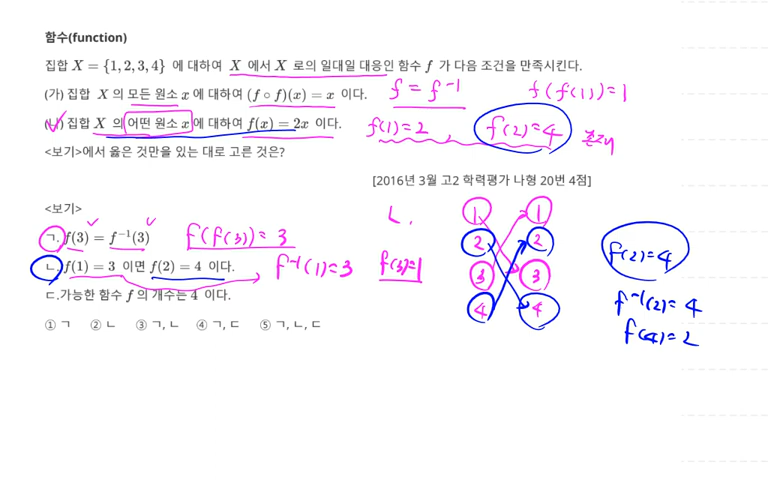 함수(function)
집합 X = {1, 2, 3, 4} 에 대하여 X 에서 X 로의 일대일 대응인 함수 f 가 다음 조건을 만족시킨다.
(가) 집합 X 의 모든 원소 x 에 대하여 (f ∘ f)(x) = x 이다. f = f⁻¹ f(f(1)) = 1
(나) 집합 X 의 어떤 원소 x 에 대하여 f(x) = 2x 이다. f(1) = 2 , f(2) = 4 존재
<보기>에서 옳은 것만을 있는 대로 고른 것은?
[2016년 3월 고2 학력평가 나형 20번 4점]
<보기>
ㄱ. f(3) = f⁻¹(3) f(f(3)) = 3
ㄴ. f(1) = 3 이면 f(2) = 4 이다. f⁻¹(1) = 3 f(3) = 1
ㄷ.가능한 함수 f 의 개수는 4 이다.
① ㄱ ② ㄴ ③ ㄱ, ㄴ ④ ㄱ, ㄷ ⑤ ㄱ, ㄴ, ㄷ
ㄴ.
1 1
2 2
3 3
4 4
f(2) = 4
f⁻¹(2) = 4
f(4) = 2